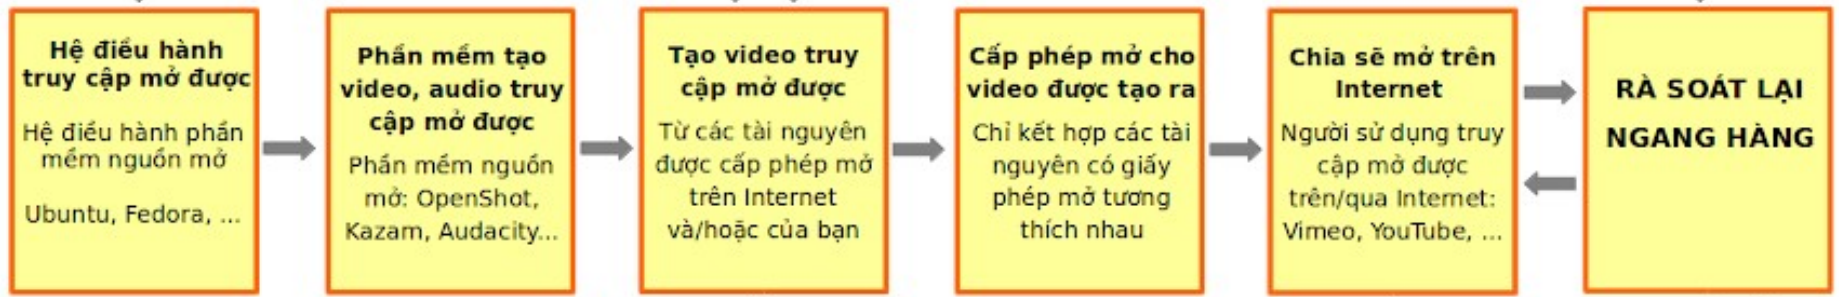 Hệ điều hành
truy cập mở được
Hệ điều hành phần
mềm nguồn mở
Ubuntu, Fedora, ...
Phần mềm tạo
video, audio truy
cập mở được
Phần mềm nguồn
mở: OpenShot,
Kazam, Audacity...
Tạo video truy
cập mở được
Từ các tài nguyên
được cấp phép mở
trên Internet
và/hoặc của bạn
Cấp phép mở cho
video được tạo ra
Chỉ kết hợp các tài
nguyên có giấy
phép mở tương
thích nhau
Chia sẽ mở trên
Internet
Người sử dụng truy
cập mở được
trên/qua Internet:
Vimeo, YouTube, ...
RÀ SOÁT LẠI
NGANG HÀNG